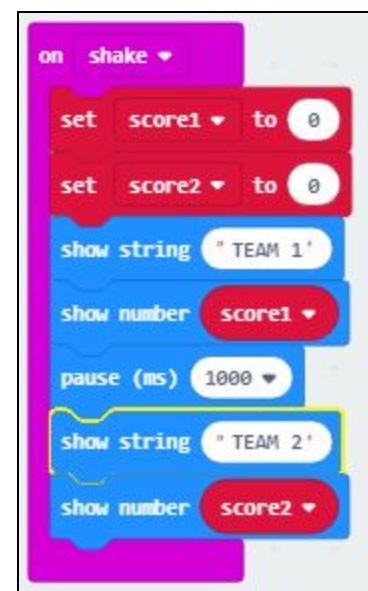 on shake
set score1 to 0
set score2 to 0
show string "TEAM 1"
show number score1
pause (ms) 1000
show string "TEAM 2"
show number score2